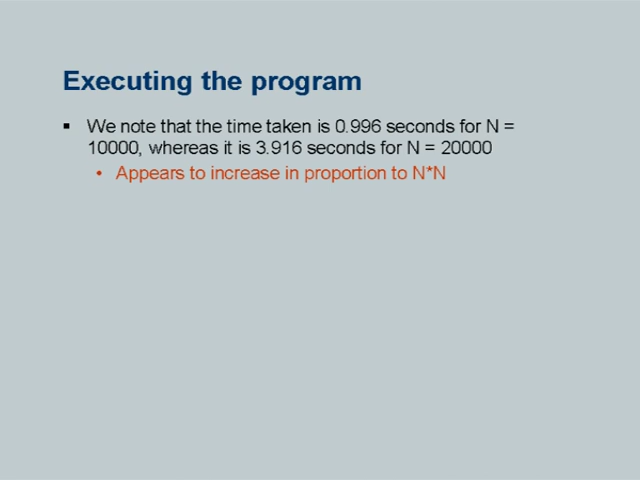 Executing the program
▪ We note that the time taken is 0.996 seconds for N =
10000, whereas it is 3.916 seconds for N = 20000
• Appears to increase in proportion to N*N